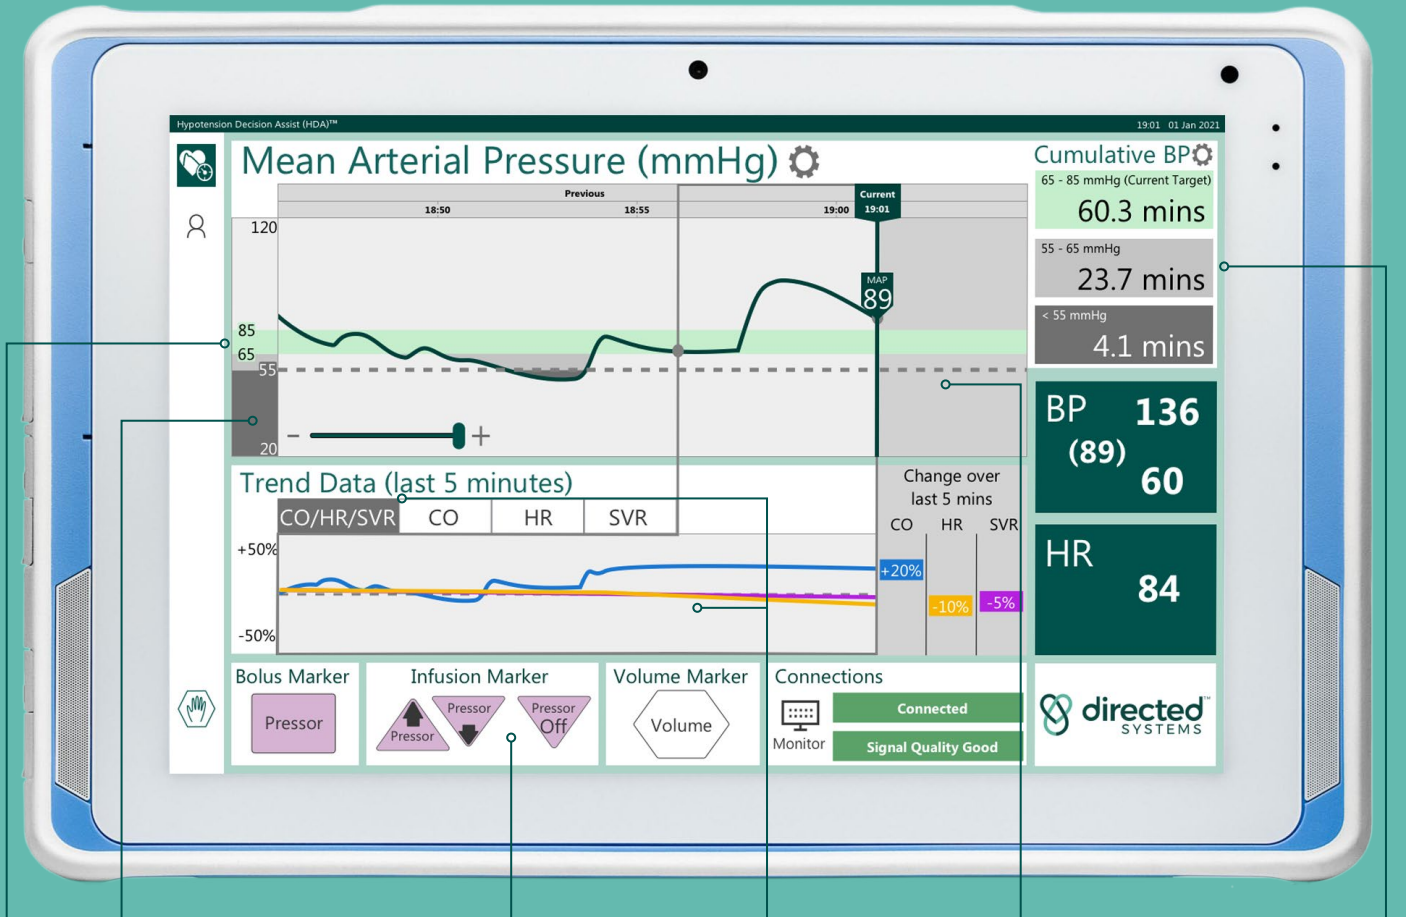 Hypotension Decision Assist (HDA)™
19:01 01 Jan 2021
Mean Arterial Pressure (mmHg)
Previous
Current
18:50
18:55
19:00
19:01
120
85
65
55
20
MAP
89
Cumulative BP
65 - 85 mmHg (Current Target)
60.3 mins
55 - 65 mmHg
23.7 mins
< 55 mmHg
4.1 mins
BP 136
(89)
60
HR
84
Trend Data (last 5 minutes)
CO/HR/SVR
CO
HR
SVR
+50%
-50%
Change over
last 5 mins
CO HR SVR
+20%
-10%
-5%
Bolus Marker
Pressor
Infusion Marker
Pressor
Pressor
Pressor
Off
Volume Marker
Volume
Connections
Monitor
Connected
Signal Quality Good
directed™
SYSTEMS